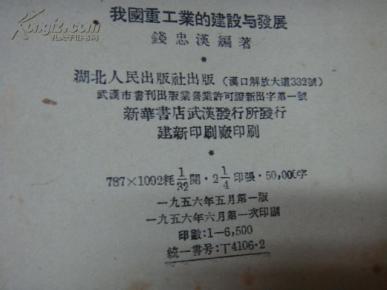 我國重工業的建設与發展
錢忠漢編著
湖北人民出版社出版（漢口解放大道332號）
武漢市書刊出版業營業許可證新出字第一號
新華書店武漢發行所發行
建新印刷廠印刷
787×1092耗 1/32 開·2 1/4 印張·50,000字
一九五六年五月第一版
一九五六年六月第一次印刷
印數:1—6,500
統一書号:T4106·2